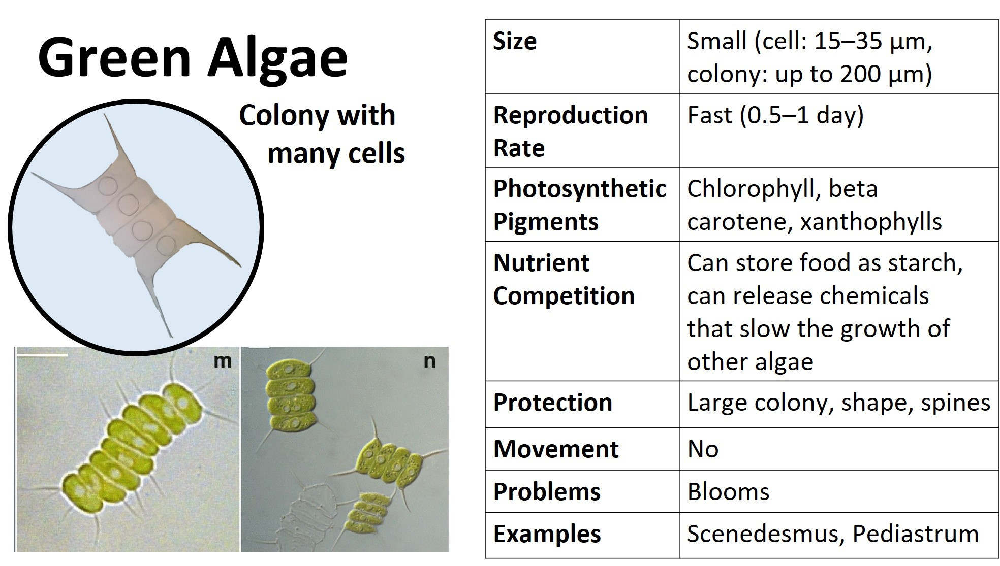 Green Algae
Colony with
many cells
m
n
Size
Small (cell: 15–35 µm,
colony: up to 200 µm)
Reproduction
Rate
Fast (0.5–1 day)
Photosynthetic
Pigments
Chlorophyll, beta
carotene, xanthophylls
Nutrient
Competition
Can store food as starch,
can release chemicals
that slow the growth of
other algae
Protection
Large colony, shape, spines
Movement
No
Problems
Blooms
Examples
Scenedesmus, Pediastrum